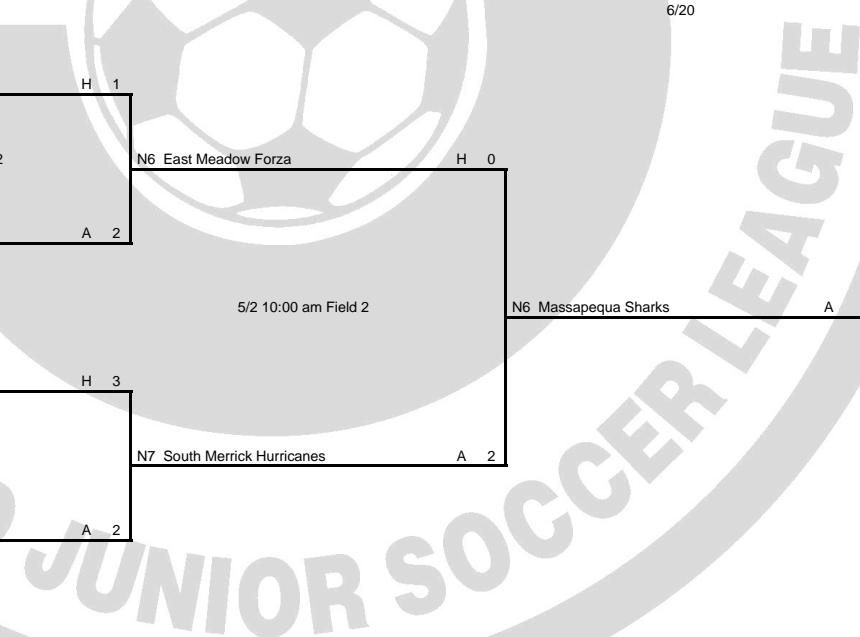 6/20
H 1
2
N6 East Meadow Forza H 0
A 2
5/2 10:00 am Field 2
N6 Massapequa Sharks A
H 3
N7 South Merrick Hurricanes A 2
A 2
JUNIOR SOCCER LEAGUE